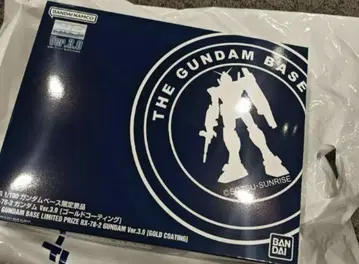 BANDAI NAMCO
Ver.3.0
THE GUNDAM BASE
©SOTSU・SUNRISE
1/100 ガンダムベース限定景品
RX-78-2 ガンダム Ver.3.0 [ゴールドコーティング]
GUNDAM BASE LIMITED PRIZE RX-78-2 GUNDAM Ver.3.0 [GOLD COATING]
BANDAI